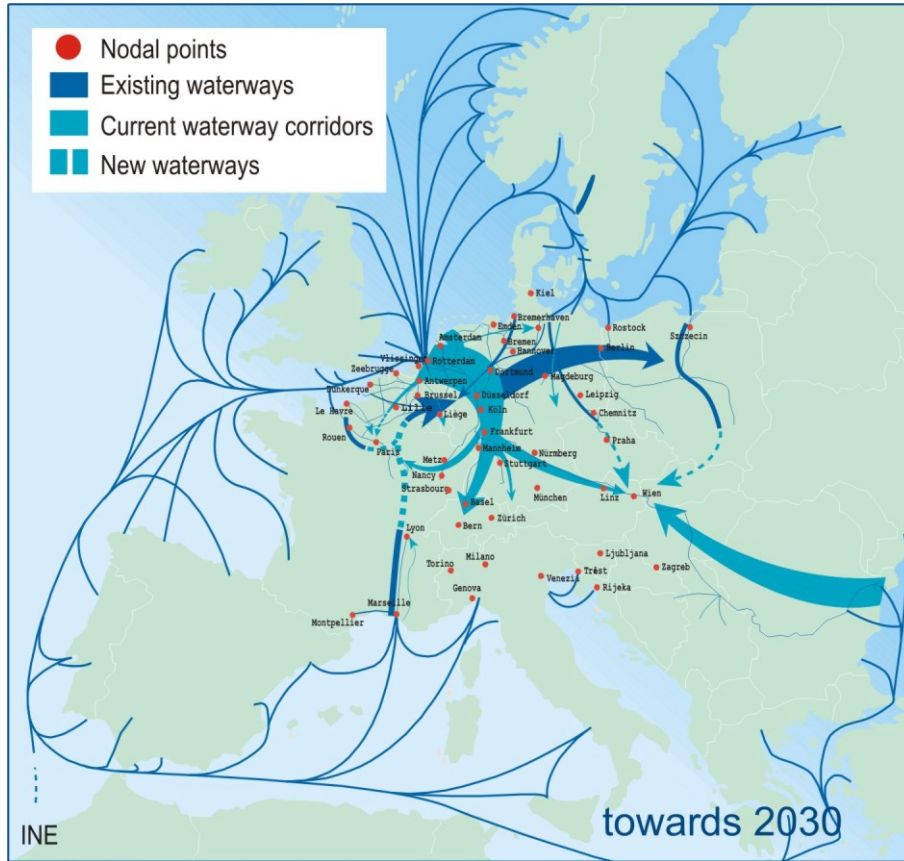 Nodal points
Existing waterways
Current waterway corridors
New waterways
Kiel
Bremerhaven
Emden
Rostock
Szczecin
Amsterdam
Bremen
Hannover
Berlin
Vlissingen
Rotterdam
Zeebrugge
Dortmund
Magdeburg
Antwerpen
Dunkerque
Brussel
Düsseldorf
Leipzig
Le Havre
Lille
Liège
Köln
Chemnitz
Rouen
Frankfurt
Paris
Praha
Mannheim
Metz
Nürmberg
Stuttgart
Nancy
Strasbourg
München
Linz
Wien
Basel
Zürich
Bern
Lyon
Milano
Ljubljana
Torino
Venezia
Trëst
Zagreb
Genova
Rijeka
Marseille
Montpellier
INE
towards 2030